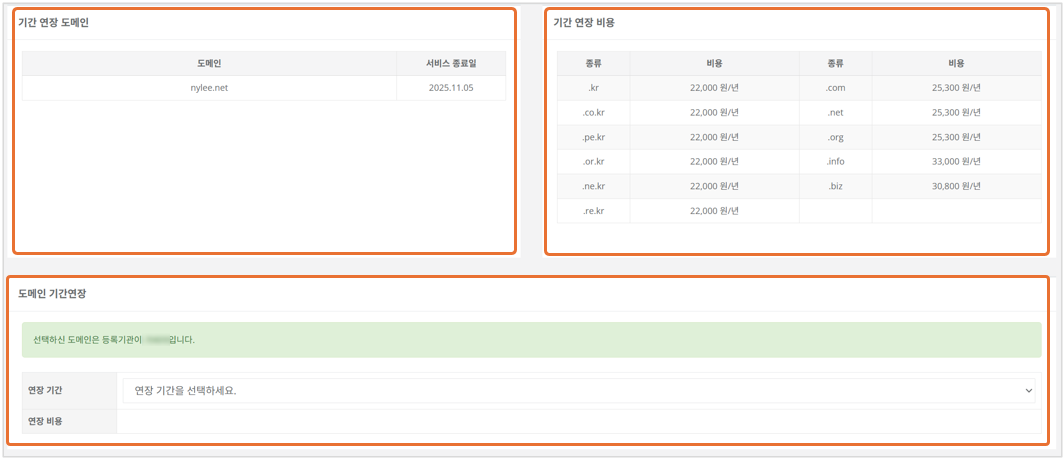 기간 연장 도메인
도메인 서비스 종료일
nylee.net 2025.11.05
기간 연장 비용
종류 비용 종류 비용
.kr 22,000 원/년 .com 25,300 원/년
.co.kr 22,000 원/년 .net 25,300 원/년
.pe.kr 22,000 원/년 .org 25,300 원/년
.or.kr 22,000 원/년 .info 33,000 원/년
.ne.kr 22,000 원/년 .biz 30,800 원/년
.re.kr 22,000 원/년
도메인 기간연장
선택하신 도메인은 등록기관이 입니다.
연장 기간 연장 기간을 선택하세요.
연장 비용